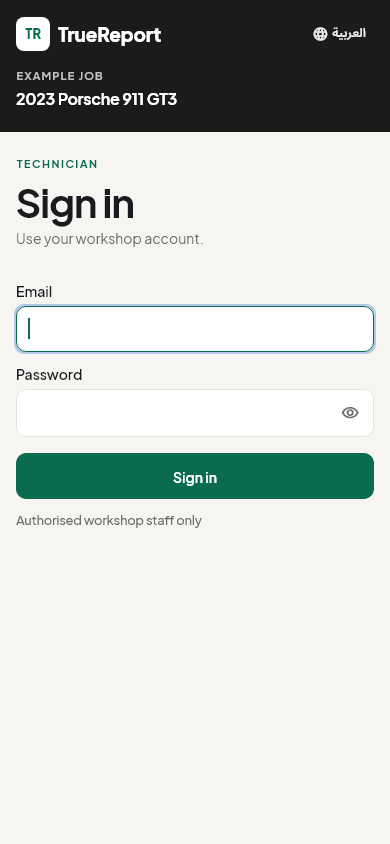 TR TrueReport
العربية
EXAMPLE JOB
2023 Porsche 911 GT3
TECHNICIAN
Sign in
Use your workshop account.
Email
Password
Sign in
Authorised workshop staff only